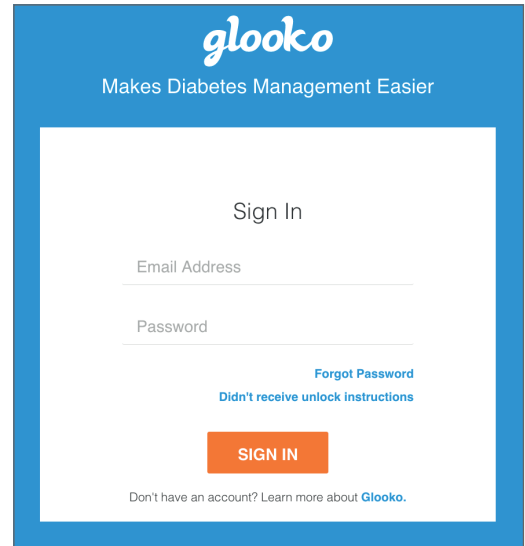 glooko
Makes Diabetes Management Easier
Sign In
Email Address
Password
Forgot Password
Didn't receive unlock instructions
SIGN IN
Don't have an account? Learn more about Glooko.